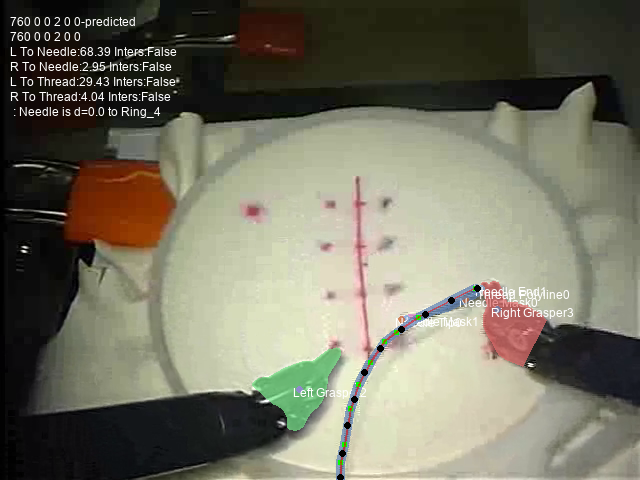 760 0 0 2 0 0-predicted
760 0 0 2 0 0
L To Needle:68.39 Inters:False
R To Needle:2.95 Inters:False
L To Thread:29.43 Inters:False
R To Thread:4.04 Inters:False
: Needle is d=0.0 to Ring_4
Needle End1
Thread Polyline0
Needle Mask0
Right Grasper3
Mask1
Left Grasper2